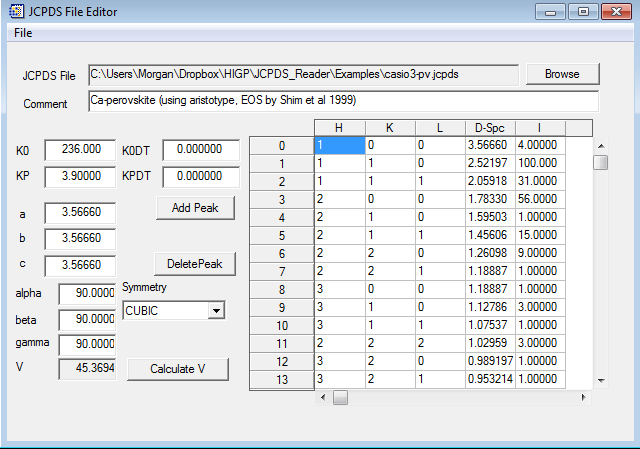 JCPDS File Editor
File
JCPDS File C:\Users\Morgan\Dropbox\HIGP\JCPDS_Reader\Examples\casio3-pv.jcpds Browse
Comment Ca-perovskite (using aristotype, EOS by Shim et al 1999)
K0 236.000 K0DT 0.000000
KP 3.90000 KPDT 0.000000
a 3.56660 Add Peak
b 3.56660
c 3.56660 DeletePeak
alpha 90.0000 Symmetry
beta 90.0000 CUBIC
gamma 90.0000
V 45.3694 Calculate V
H K L D-Spc I
0 1 0 0 3.56660 4.00000
1 1 1 0 2.52197 100.000
2 1 1 1 2.05918 31.0000
3 2 0 0 1.78330 56.0000
4 2 1 0 1.59503 1.00000
5 2 1 1 1.45606 15.0000
6 2 2 0 1.26098 9.00000
7 2 2 1 1.18887 1.00000
8 3 0 0 1.18887 1.00000
9 3 1 0 1.12786 3.00000
10 3 1 1 1.07537 1.00000
11 2 2 2 1.02959 3.00000
12 3 2 0 0.989197 1.00000
13 3 2 1 0.953214 1.00000